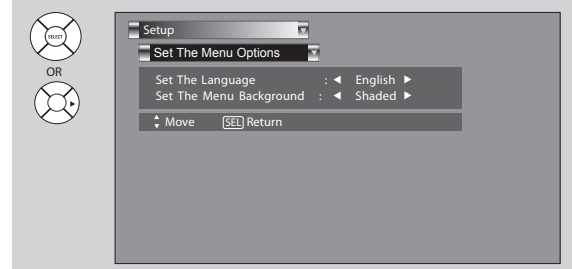 SELECT
OR
Setup
Set The Menu Options
Set The Language : ◀ English ▶
Set The Menu Background : ◀ Shaded ▶
Move SEL Return